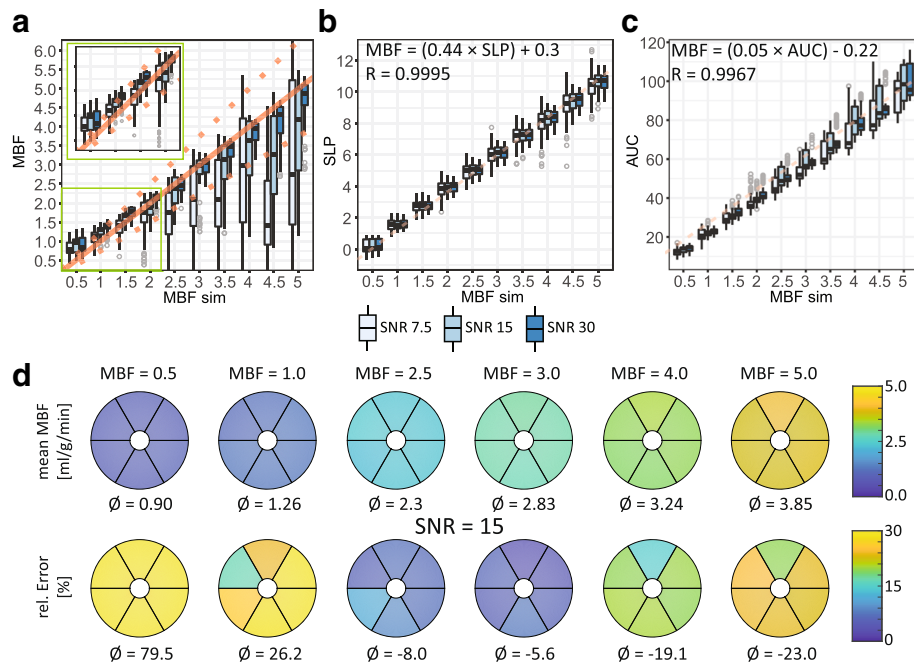 a
b
c
MBF = (0.44 × SLP) + 0.3
R = 0.9995
MBF = (0.05 × AUC) - 0.22
R = 0.9967
MBF
6.0
5.5
5.0
4.5
4.0
3.5
3.0
2.5
2.0
1.5
1.0
0.5
0.5 1 1.5 2 2.5 3 3.5 4 4.5 5
MBF sim
SLP
12
10
8
6
4
2
0
0.5 1 1.5 2 2.5 3 3.5 4 4.5 5
MBF sim
AUC
120
100
80
60
40
20
0.5 1 1.5 2 2.5 3 3.5 4 4.5 5
MBF sim
SNR 7.5 SNR 15 SNR 30
d
MBF = 0.5 MBF = 1.0 MBF = 2.5 MBF = 3.0 MBF = 4.0 MBF = 5.0
mean MBF
[ml/g/min]
5.0
2.5
0.0
Ø = 0.90 Ø = 1.26 Ø = 2.3 Ø = 2.83 Ø = 3.24 Ø = 3.85
SNR = 15
rel. Error
[%]
30
15
0
Ø = 79.5 Ø = 26.2 Ø = -8.0 Ø = -5.6 Ø = -19.1 Ø = -23.0